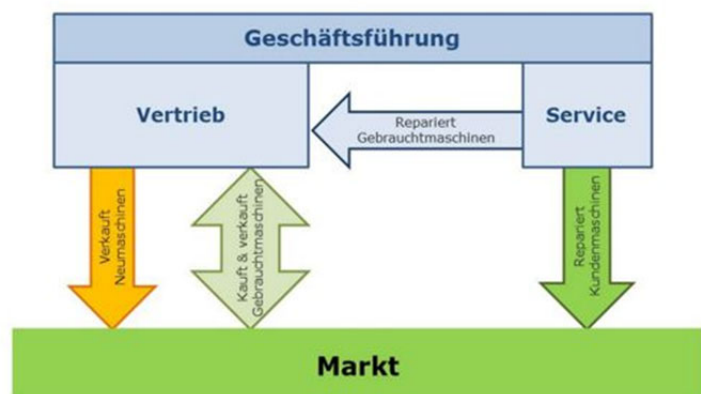 Geschäftsführung
Vertrieb
Repariert
Gebrauchtmaschinen
Service
Verkauft
Neumaschinen
Kauft & verkauft
Gebrauchtmaschinen
Repariert
Kundenmaschinen
Markt